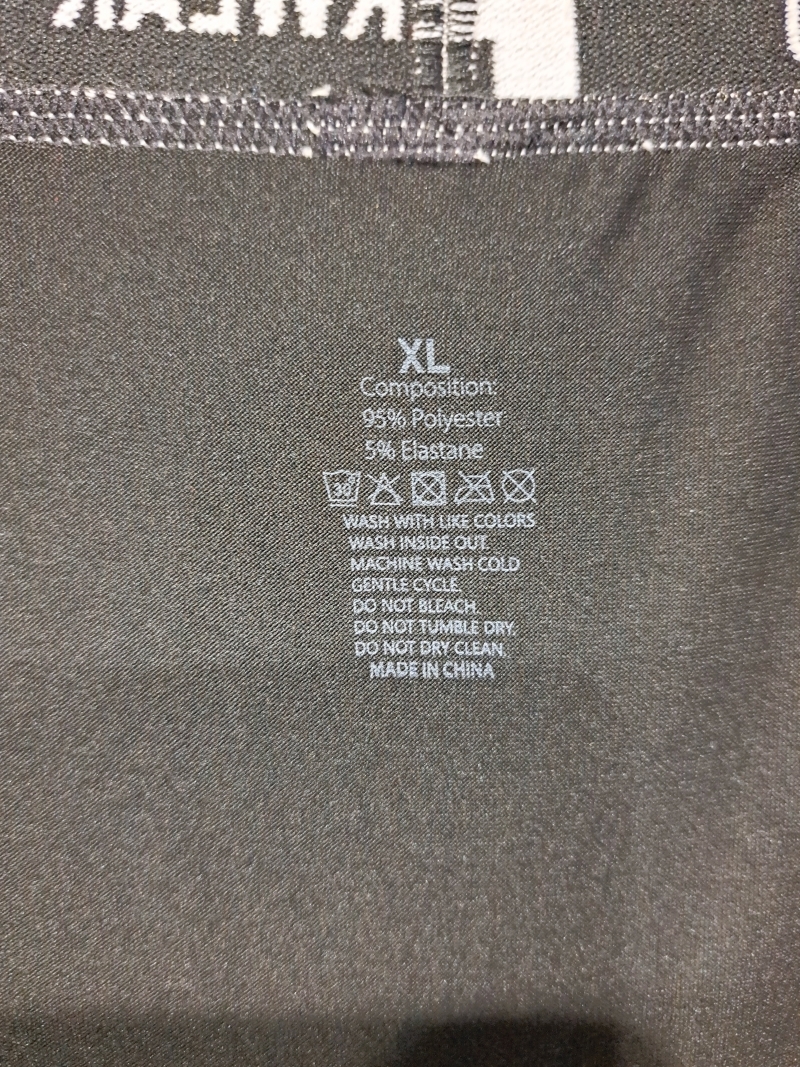 XL
Composition:
95% Polyester
5% Elastane
30°
WASH WITH LIKE COLORS
WASH INSIDE OUT.
MACHINE WASH COLD
GENTLE CYCLE.
DO NOT BLEACH.
DO NOT TUMBLE DRY.
DO NOT DRY CLEAN.
MADE IN CHINA